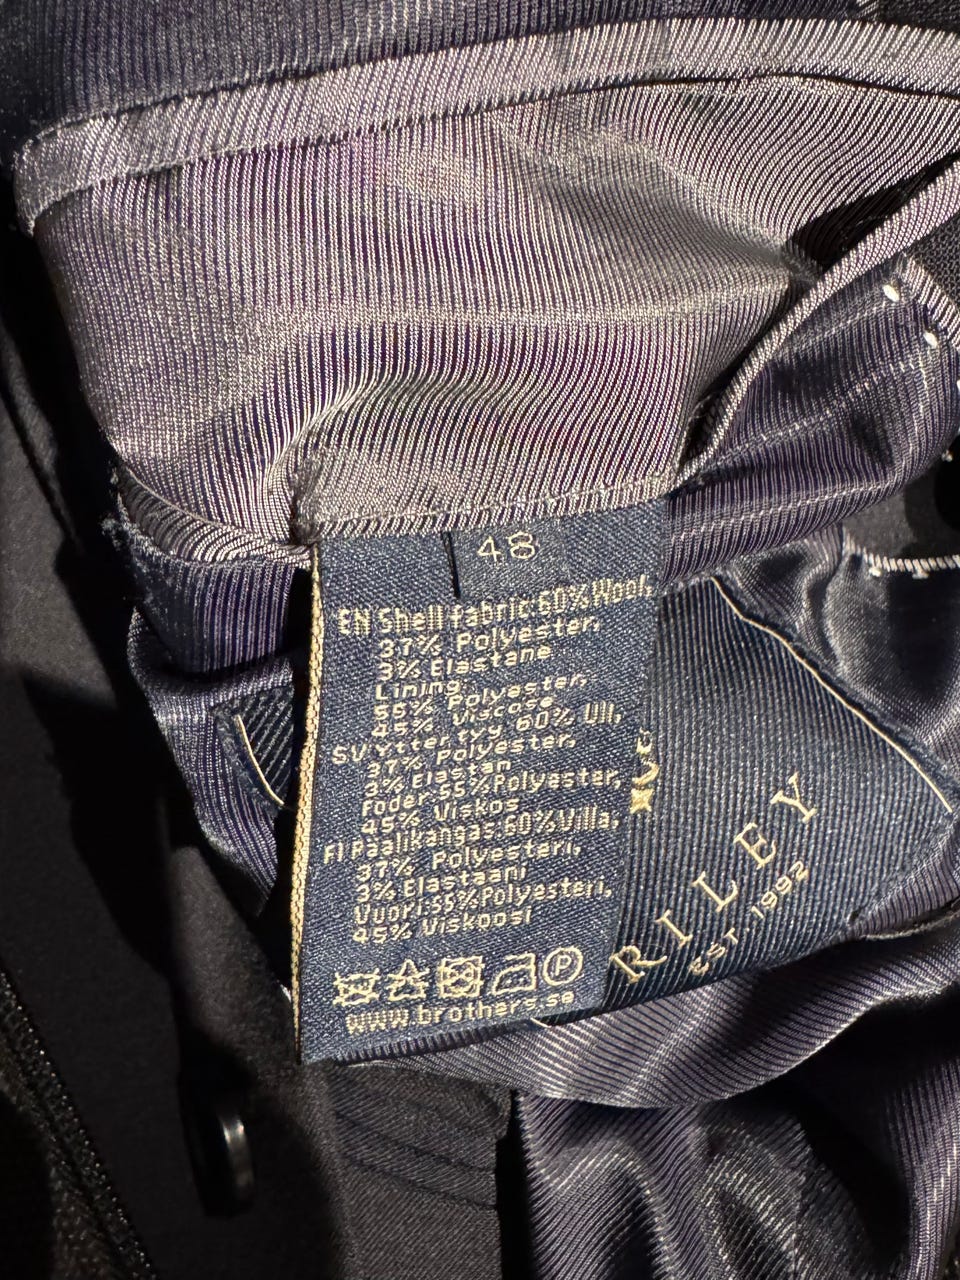 48
EN Shell fabric:60% Wool,
37% Polyester,
3% Elastane
Lining:
55% Polyester,
45% Viscose
SV Yttertyg 60% Ull,
37% Polyester,
3% Elastan
Foder:55%Polyester,
45% Viskos
FI Päälikangas:60%Villa,
37% Polyesteri,
3% Elastaani
Vuori:55%Polyesteri,
45% Viskoosi
P
www.brothers.se
RILEY
EST. 1992